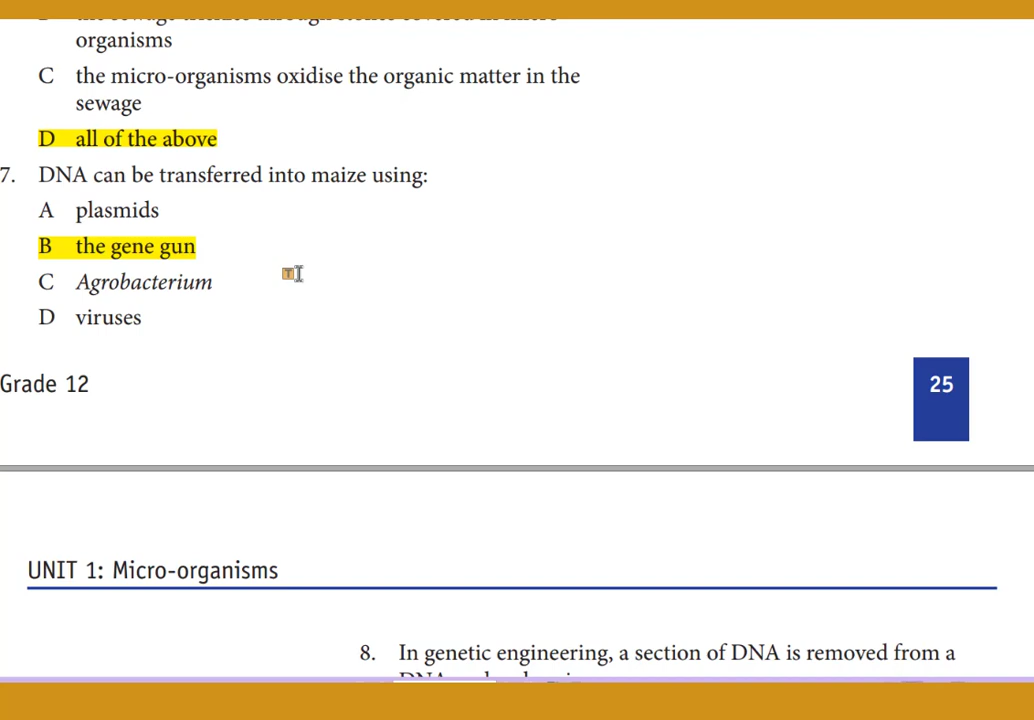 organisms
C the micro-organisms oxidise the organic matter in the
sewage
D all of the above
7. DNA can be transferred into maize using:
A plasmids
B the gene gun
C Agrobacterium
D viruses
Grade 12
25
UNIT 1: Micro-organisms
8. In genetic engineering, a section of DNA is removed from a